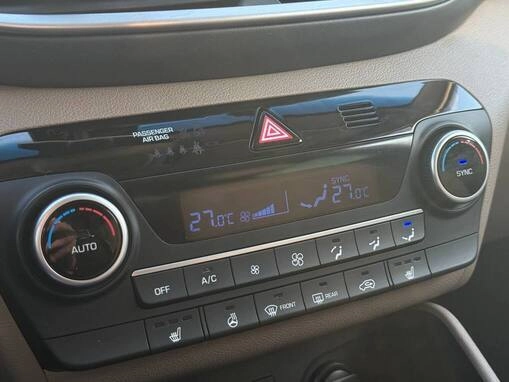 PASSENGER
AIR BAG
SYNC
27.0°C 27.0°C
AUTO
SYNC
OFF A/C
FRONT REAR